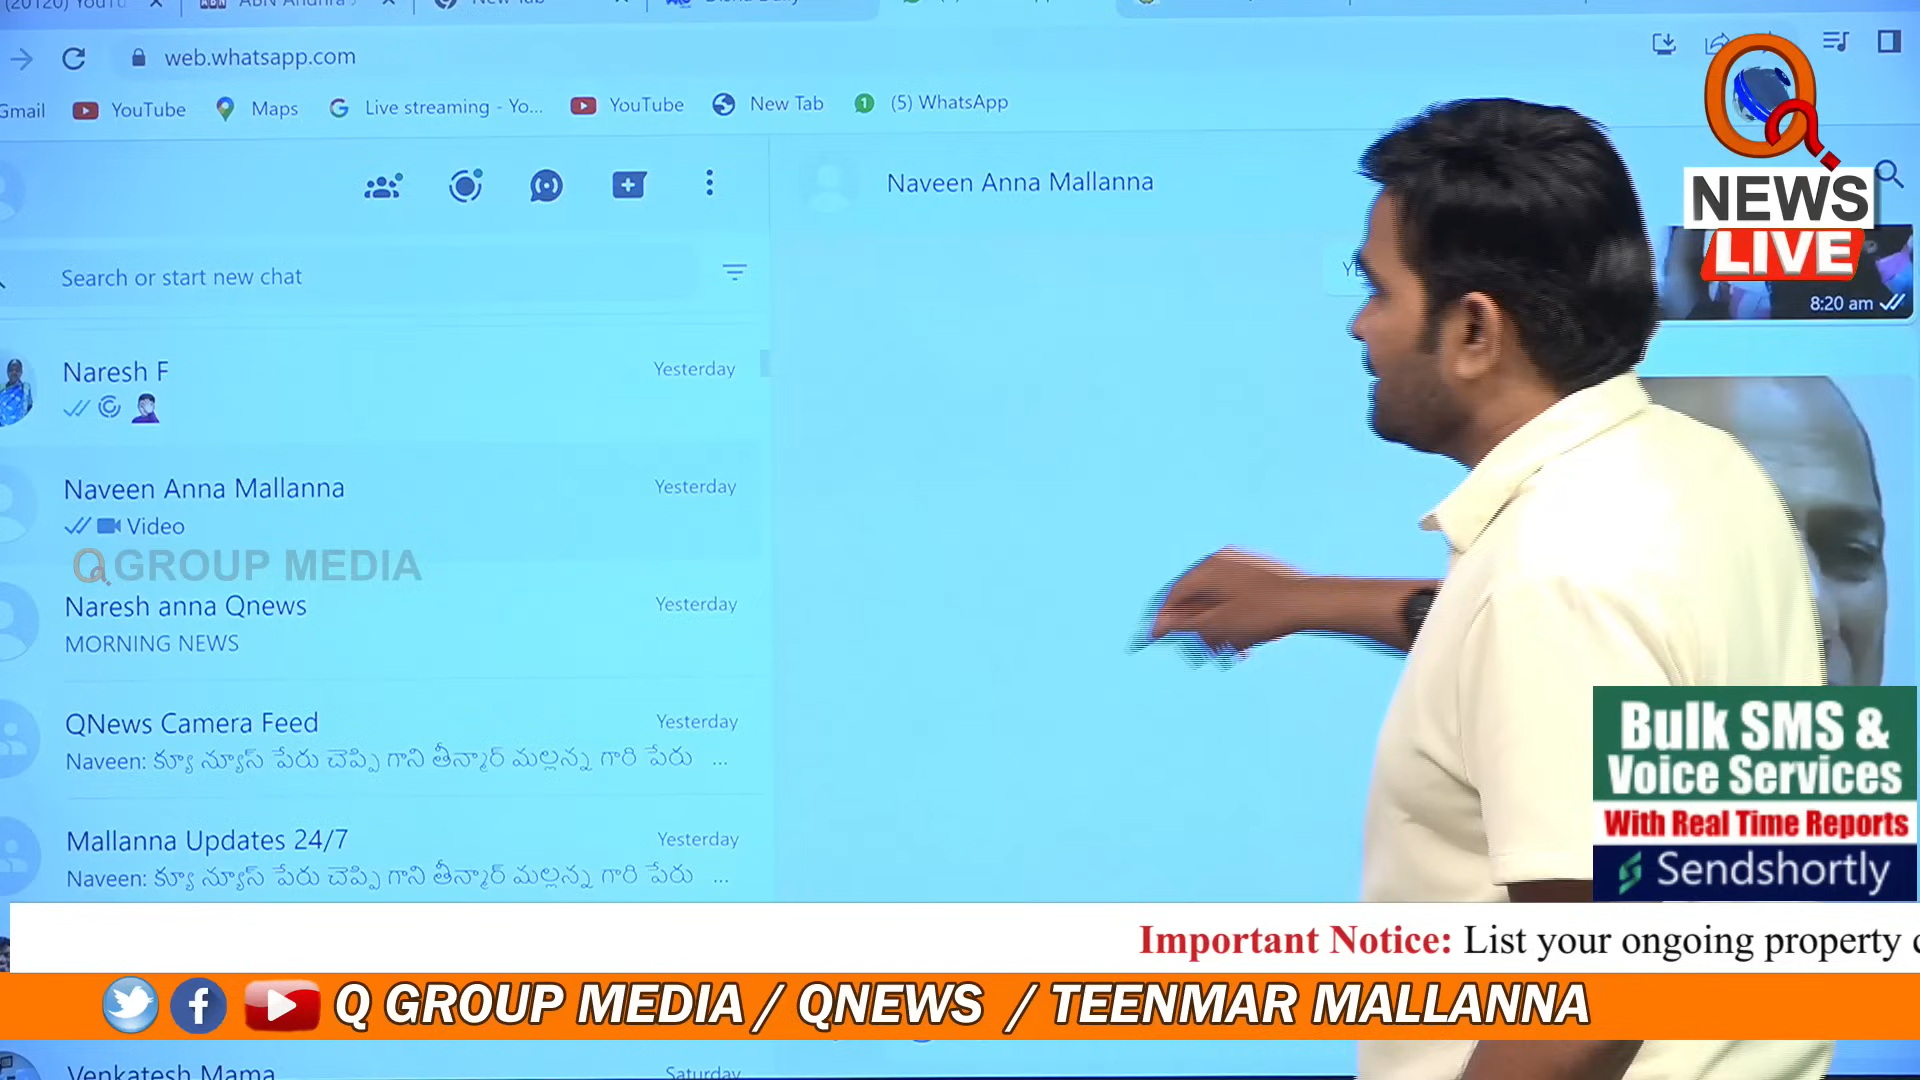 web.whatsapp.com
Gmail
YouTube
Maps
Live streaming - Yo...
YouTube
New Tab
1
(5) WhatsApp
Naveen Anna Mallanna
NEWS
LIVE
8:20 am
Search or start new chat
Naresh F
Yesterday
Naveen Anna Mallanna
Yesterday
Video
Q GROUP MEDIA
Naresh anna Qnews
Yesterday
MORNING NEWS
QNews Camera Feed
Yesterday
Naveen: క్యూ న్యూస్ పేరు చెప్పి గాని తీన్మార్ మల్లన్న గారి పేరు ...
Mallanna Updates 24/7
Yesterday
Naveen: క్యూ న్యూస్ పేరు చెప్పి గాని తీన్మార్ మల్లన్న గారి పేరు ...
Bulk SMS &
Voice Services
With Real Time Reports
Sendshortly
Important Notice: List your ongoing property
Q GROUP MEDIA / QNEWS / TEENMAR MALLANNA
Venkatesh Mama
Saturday